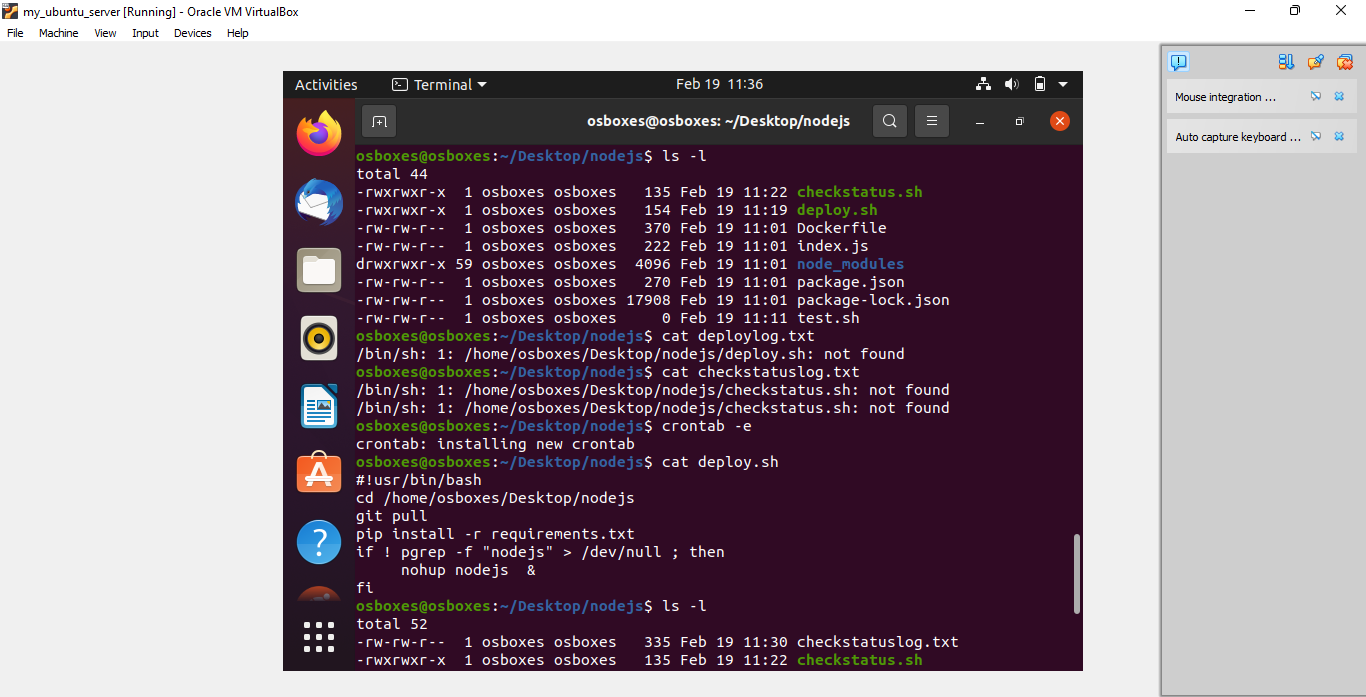 my_ubuntu_server [Running] - Oracle VM VirtualBox
File Machine View Input Devices Help
Activities Terminal Feb 19 11:36
osboxes@osboxes: ~/Desktop/nodejs
Mouse integration ...
Auto capture keyboard ...
osboxes@osboxes:~/Desktop/nodejs$ ls -l
total 44
-rwxrwxr-x  1 osboxes osboxes   135 Feb 19 11:22 checkstatus.sh
-rwxrwxr-x  1 osboxes osboxes   154 Feb 19 11:19 deploy.sh
-rw-rw-r--  1 osboxes osboxes   370 Feb 19 11:01 Dockerfile
-rw-rw-r--  1 osboxes osboxes   222 Feb 19 11:01 index.js
drwxrwxr-x 59 osboxes osboxes  4096 Feb 19 11:01 node_modules
-rw-rw-r--  1 osboxes osboxes   270 Feb 19 11:01 package.json
-rw-rw-r--  1 osboxes osboxes 17908 Feb 19 11:01 package-lock.json
-rw-rw-r--  1 osboxes osboxes     0 Feb 19 11:11 test.sh
osboxes@osboxes:~/Desktop/nodejs$ cat deploylog.txt
/bin/sh: 1: /home/osboxes/Desktop/nodejs/deploy.sh: not found
osboxes@osboxes:~/Desktop/nodejs$ cat checkstatuslog.txt
/bin/sh: 1: /home/osboxes/Desktop/nodejs/checkstatus.sh: not found
/bin/sh: 1: /home/osboxes/Desktop/nodejs/checkstatus.sh: not found
osboxes@osboxes:~/Desktop/nodejs$ crontab -e
crontab: installing new crontab
osboxes@osboxes:~/Desktop/nodejs$ cat deploy.sh
#!usr/bin/bash
cd /home/osboxes/Desktop/nodejs
git pull
pip install -r requirements.txt
if ! pgrep -f "nodejs" > /dev/null ; then
     nohup nodejs  &
fi
osboxes@osboxes:~/Desktop/nodejs$ ls -l
total 52
-rw-rw-r--  1 osboxes osboxes   335 Feb 19 11:30 checkstatuslog.txt
-rwxrwxr-x  1 osboxes osboxes   135 Feb 19 11:22 checkstatus.sh